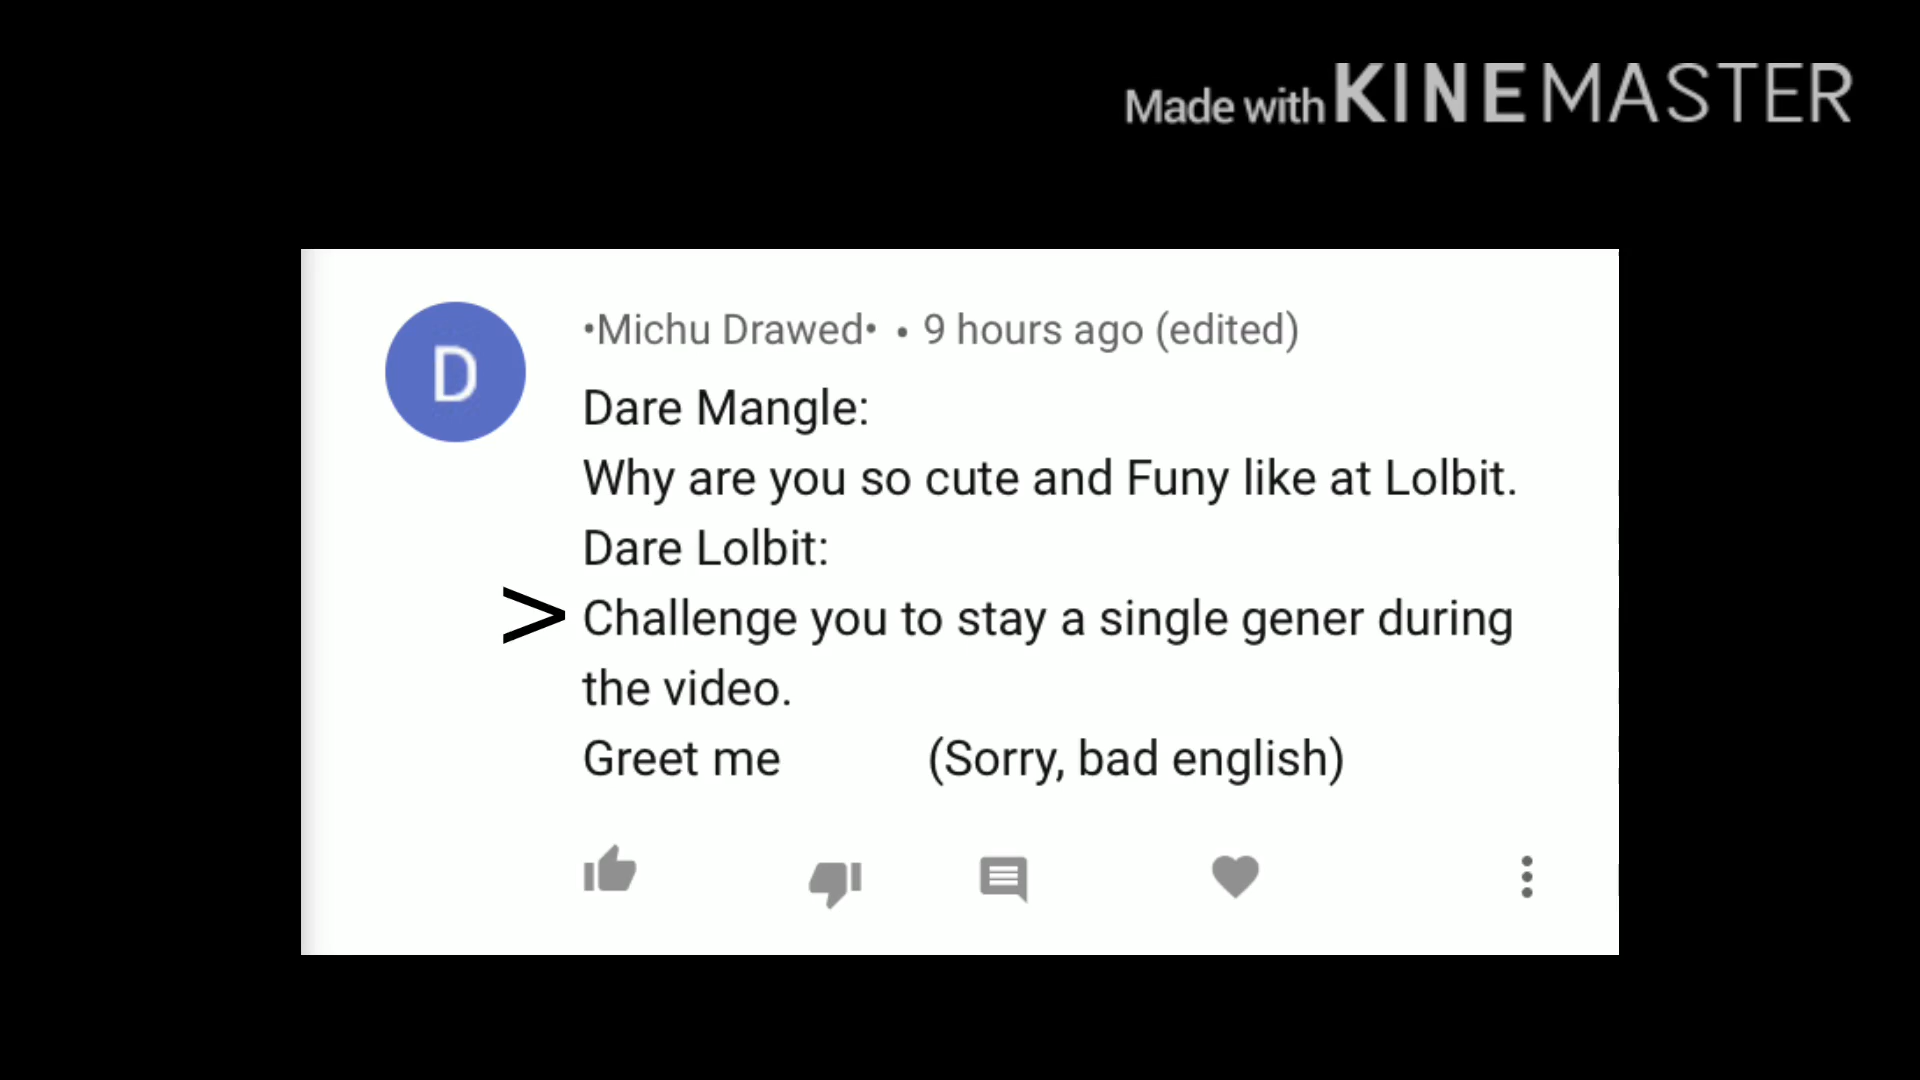 Made with KINEMASTER
D
•Michu Drawed• • 9 hours ago (edited)
Dare Mangle:
Why are you so cute and Funy like at Lolbit.
Dare Lolbit:
> Challenge you to stay a single gener during
the video.
Greet me (Sorry, bad english)